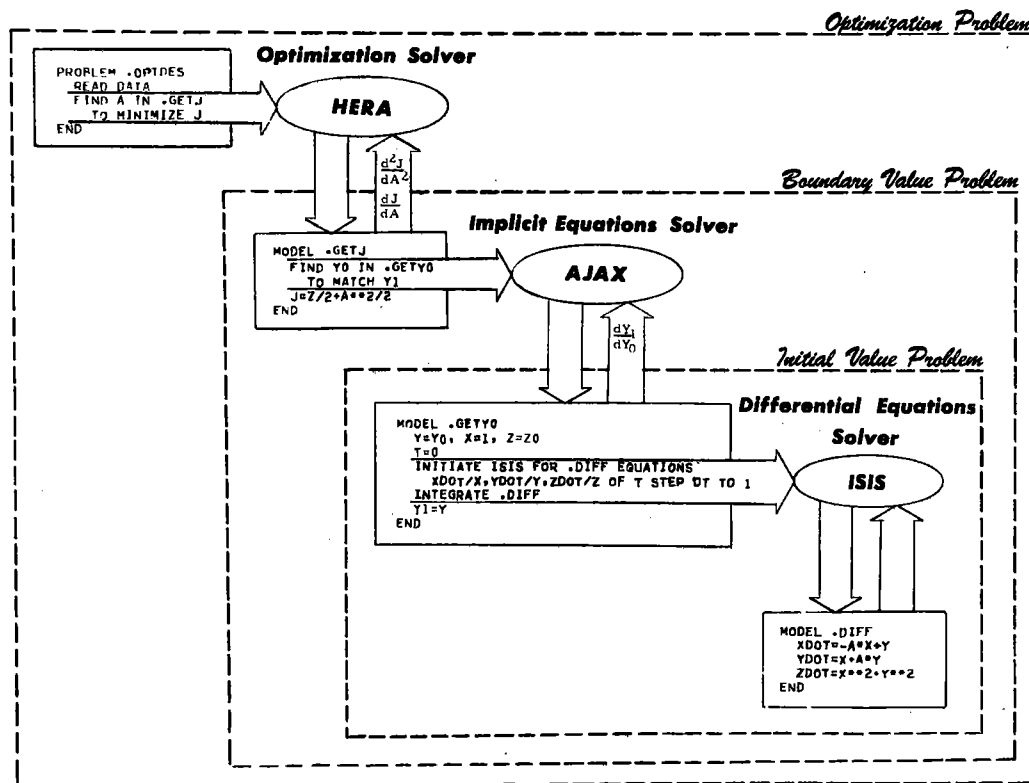 Optimization Problem
Optimization Solver
PROBLEM .OPTDES
READ DATA
FIND A IN .GETJ
TO MINIMIZE J
END
HERA
d²J
dA²
dJ
dA
Boundary Value Problem
Implicit Equations Solver
MODEL .GETJ
FIND Y0 IN .GETY0
TO MATCH Y1
J=Z/2+A**2/2
END
AJAX
dY₁
dY₀
Initial Value Problem
Differential Equations
Solver
MODEL .GETY0
Y=Y0, X=1, Z=Z0
T=0
INITIATE ISIS FOR .DIFF EQUATIONS
XDOT/X,YDOT/Y,ZDOT/Z OF T STEP DT TO 1
INTEGRATE .DIFF
Y1=Y
END
ISIS
MODEL .DIFF
XDOT=-A*X+Y
YDOT=X+A*Y
ZDOT=X**2+Y**2
END